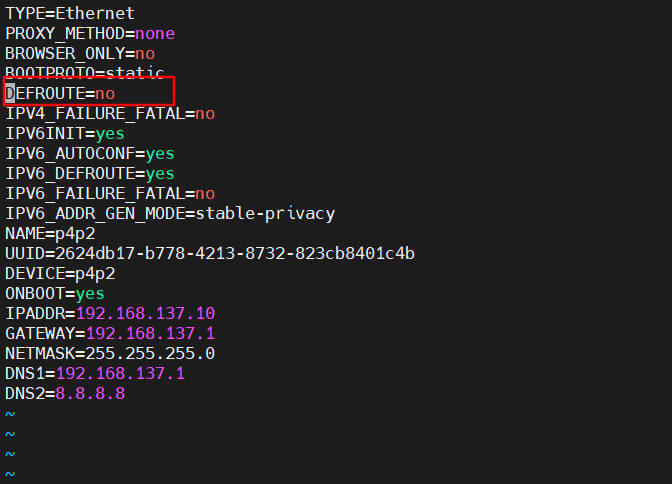 TYPE=Ethernet
PROXY_METHOD=none
BROWSER_ONLY=no
BOOTPROTO=static
DEFROUTE=no
IPV4_FAILURE_FATAL=no
IPV6INIT=yes
IPV6_AUTOCONF=yes
IPV6_DEFROUTE=yes
IPV6_FAILURE_FATAL=no
IPV6_ADDR_GEN_MODE=stable-privacy
NAME=p4p2
UUID=2624db17-b778-4213-8732-823cb8401c4b
DEVICE=p4p2
ONBOOT=yes
IPADDR=192.168.137.10
GATEWAY=192.168.137.1
NETMASK=255.255.255.0
DNS1=192.168.137.1
DNS2=8.8.8.8
~
~
~
~